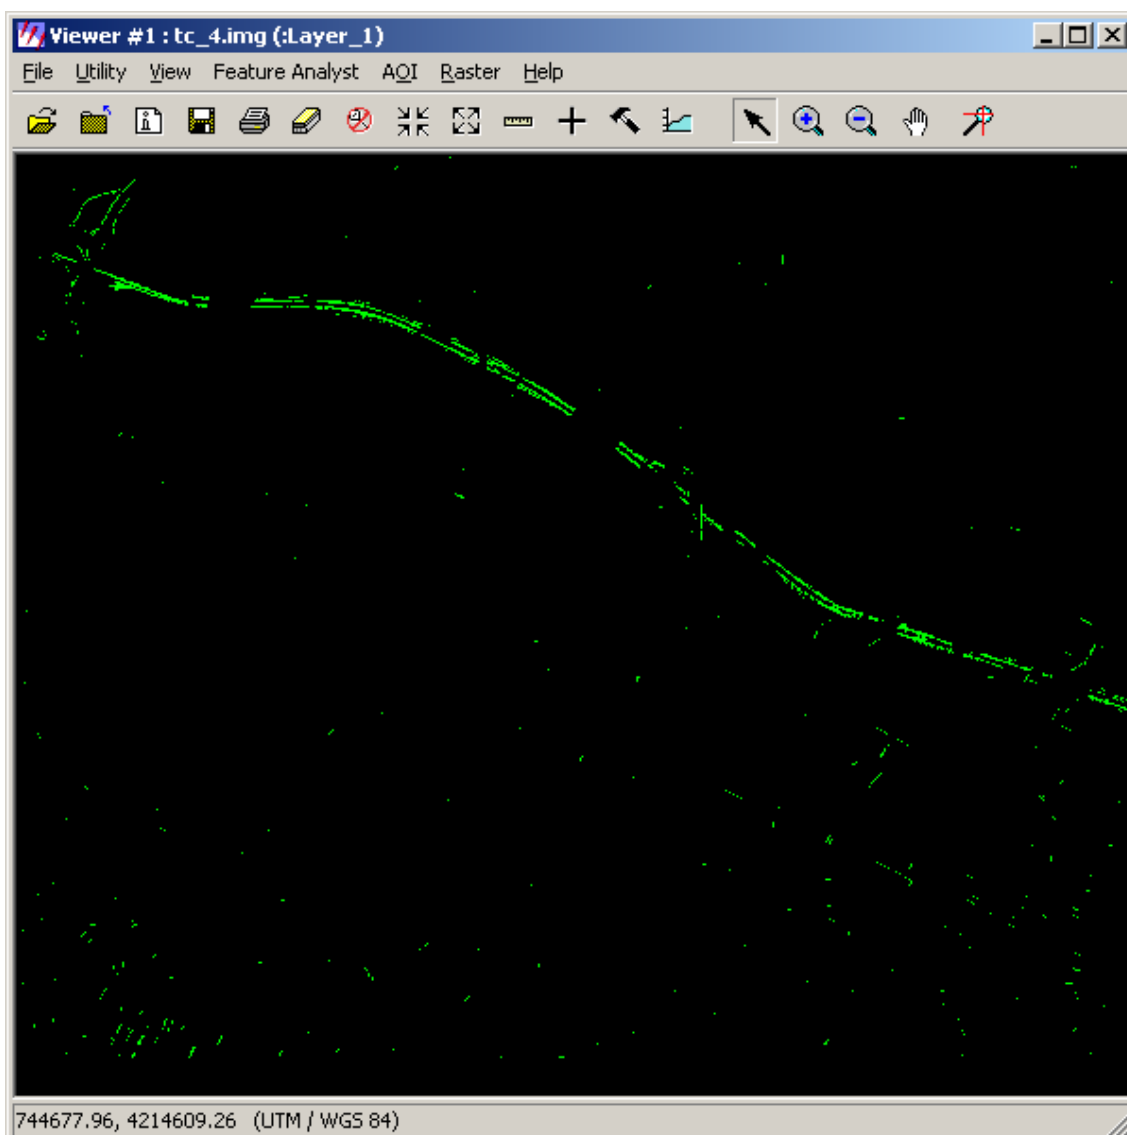 Viewer #1 : tc_4.img (:Layer_1)
File Utility View Feature Analyst AOI Raster Help
744677.96, 4214609.26 (UTM / WGS 84)